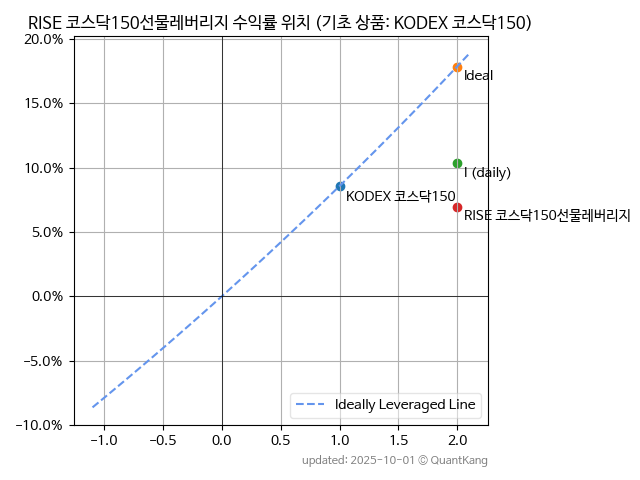 RISE 코스닥150선물레버리지 수익률 위치 (기초 상품: KODEX 코스닥150)
20.0%
15.0%
10.0%
5.0%
0.0%
−5.0%
−10.0%
Ideal
I (daily)
KODEX 코스닥150
RISE 코스닥150선물레버리지
Ideally Leveraged Line
−1.0 −0.5 0.0 0.5 1.0 1.5 2.0
updated: 2025-10-01 © QuantKang